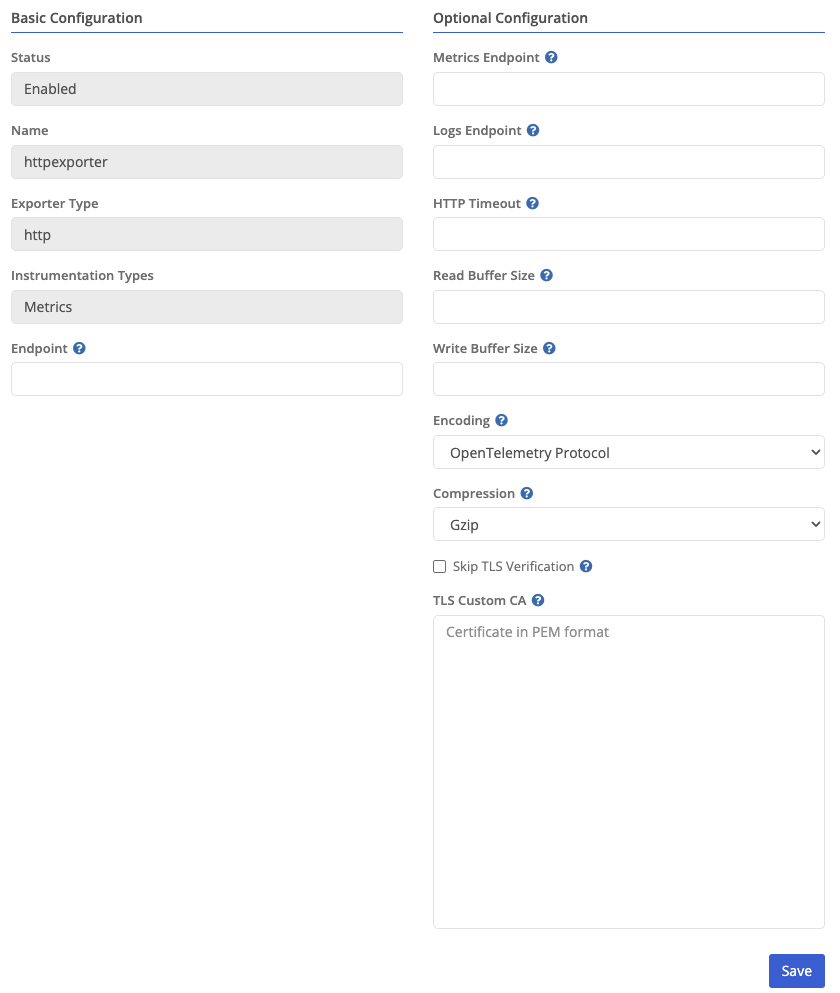 Basic Configuration
Status
Enabled
Name
httpexporter
Exporter Type
http
Instrumentation Types
Metrics
Endpoint ?
Optional Configuration
Metrics Endpoint ?
Logs Endpoint ?
HTTP Timeout ?
Read Buffer Size ?
Write Buffer Size ?
Encoding ?
OpenTelemetry Protocol
Compression ?
Gzip
Skip TLS Verification ?
TLS Custom CA ?
Certificate in PEM format
Save